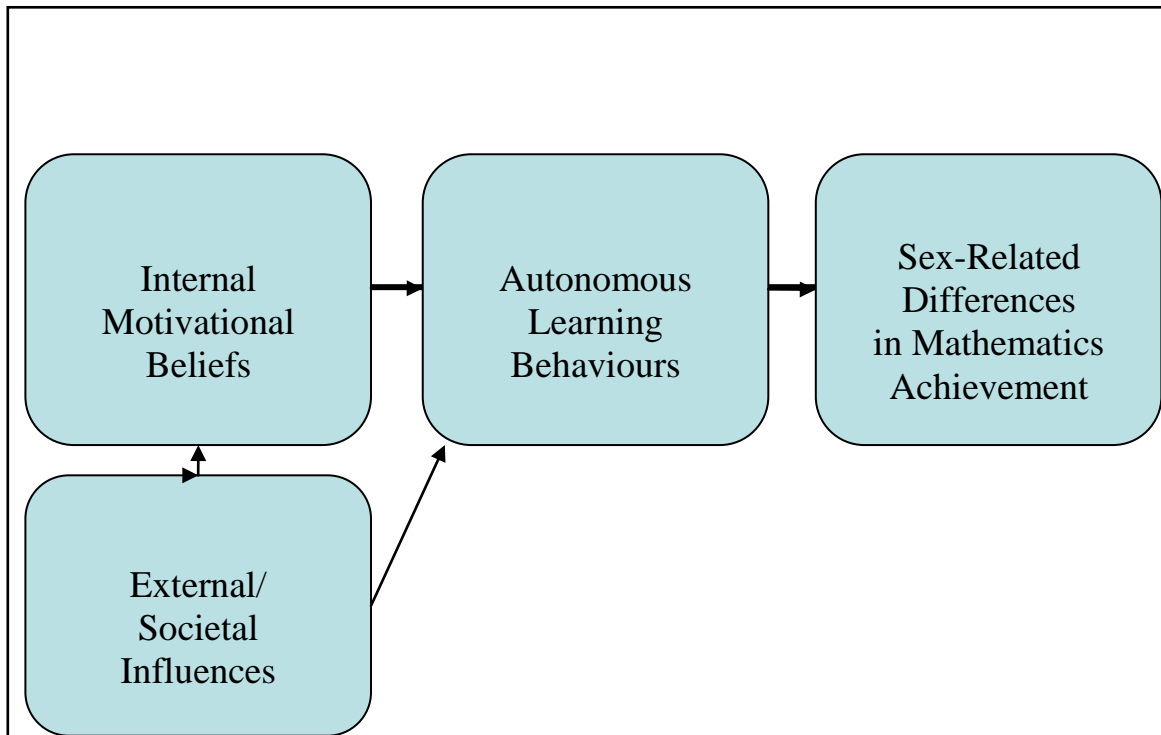 Internal
Motivational
Beliefs
Autonomous
Learning
Behaviours
Sex-Related
Differences
in Mathematics
Achievement
External/
Societal
Influences